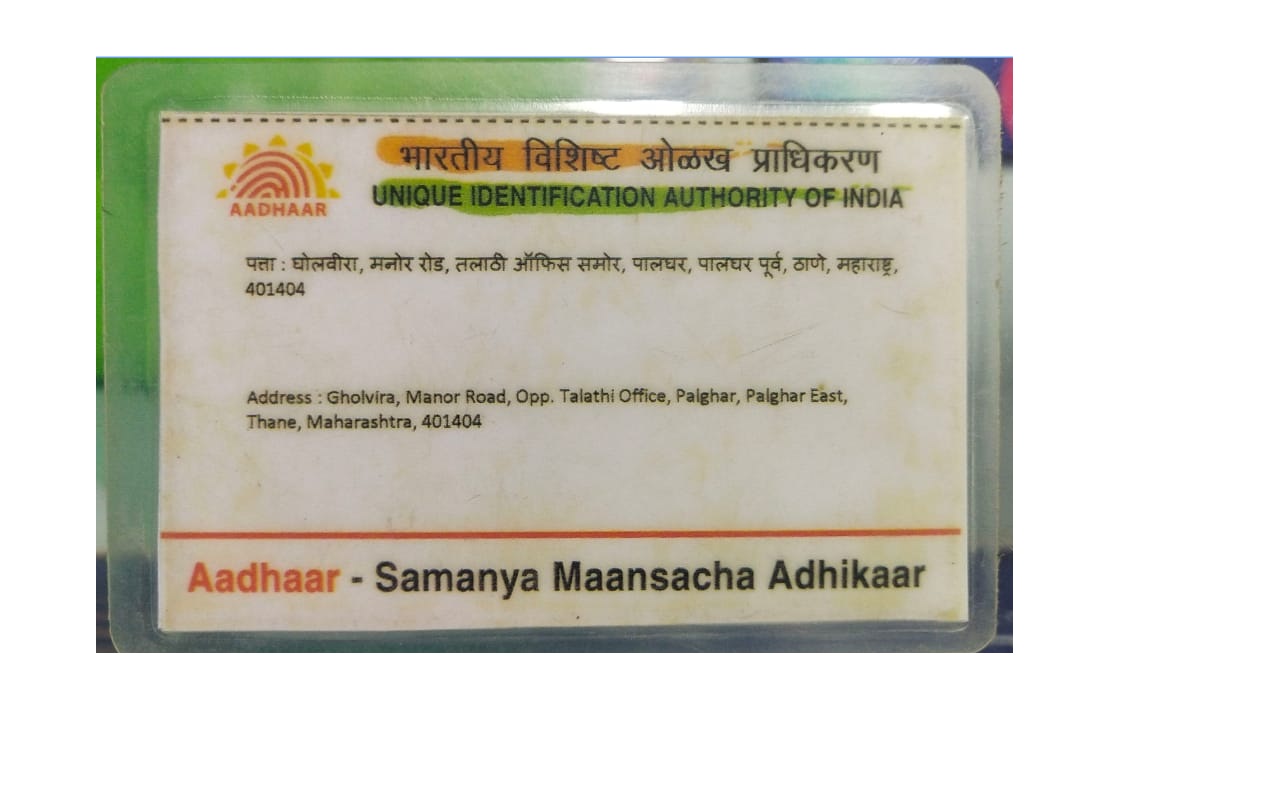 भारतीय विशिष्ट ओळख प्राधिकरण
AADHAAR
UNIQUE IDENTIFICATION AUTHORITY OF INDIA
पत्ता : घोलवीरा, मनोर रोड, तलाठी ऑफिस समोर, पालघर, पालघर पूर्व, ठाणे, महाराष्ट्र,
401404
Address : Gholvira, Manor Road, Opp. Talathi Office, Palghar, Palghar East,
Thane, Maharashtra, 401404
Aadhaar - Samanya Maansacha Adhikaar